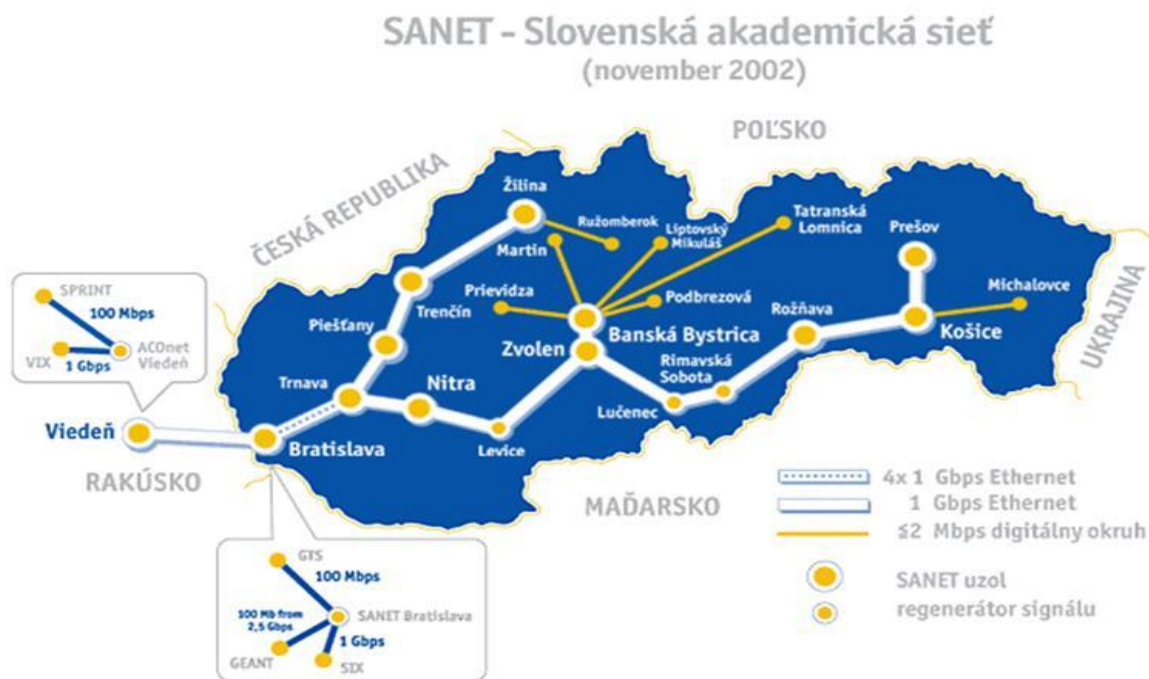 SANET - Slovenská akademická sieť
(november 2002)
POĽSKO
ČESKÁ REPUBLIKA
Žilina
Ružomberok
Martin
Liptovský
Mikuláš
Tatranská
Lomnica
Prešov
Prievidza
Trenčín
Podbrezová
Michalovce
Piešťany
Banská Bystrica
Rožňava
Košice
UKRAJINA
Zvolen
Rimavská
Sobota
Trnava
Nitra
Lučenec
Levice
SPRINT
100 Mbps
VIX
1 Gbps
ACOnet
Viedeň
Viedeň
Bratislava
RAKÚSKO
MAĎARSKO
GTS
100 Mbps
100 Mb from
2,5 Gbps
SANET Bratislava
1 Gbps
GEANT
SIX
4x 1 Gbps Ethernet
1 Gbps Ethernet
≤2 Mbps digitálny okruh
SANET uzol
regenerátor signálu